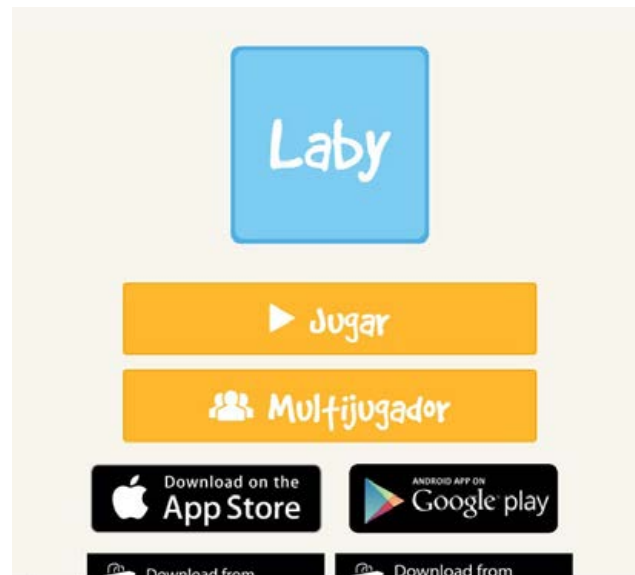 Laby
Jugar
Multijugador
Download on the
App Store
ANDROID APP ON
Google play
Download from
Download from